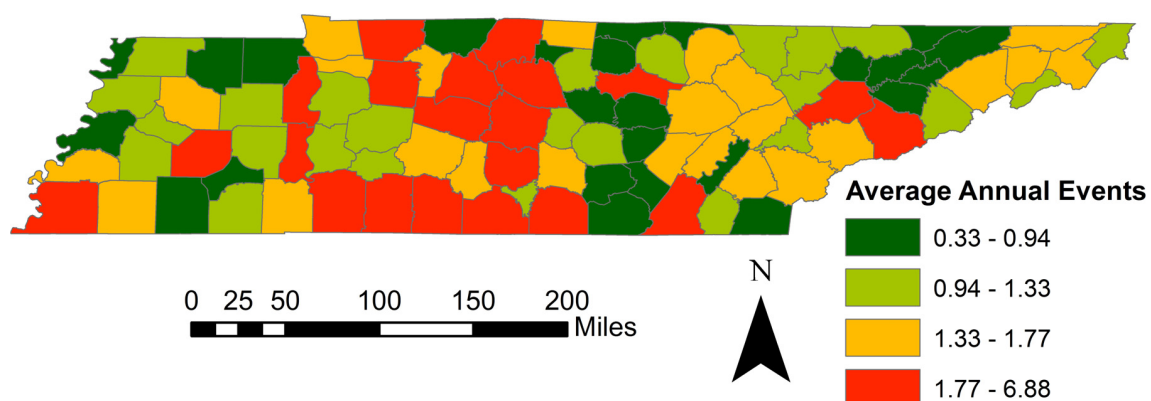 Average Annual Events
0.33 - 0.94
0.94 - 1.33
1.33 - 1.77
1.77 - 6.88
N
0 25 50 100 150 200
Miles